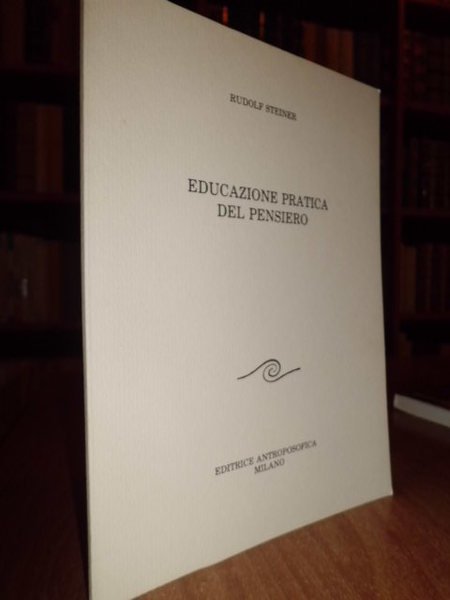 RUDOLF STEINER
EDUCAZIONE PRATICA
DEL PENSIERO
EDITRICE ANTROPOSOFICA
MILANO